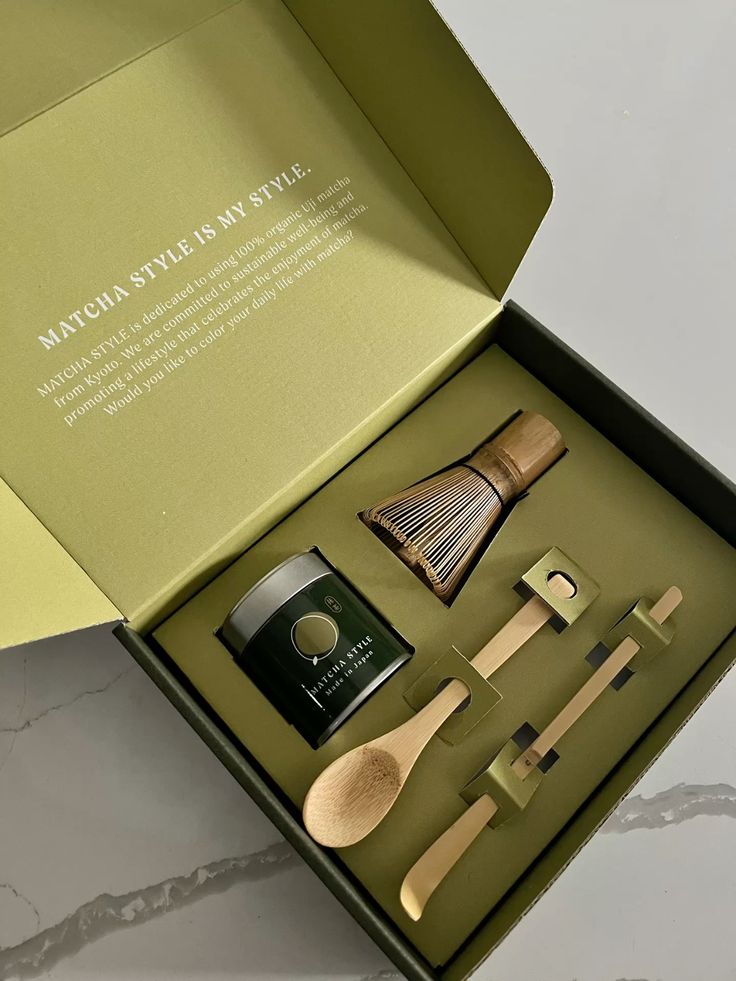 MATCHA STYLE IS MY STYLE.
MATCHA STYLE is dedicated to using 100% organic Uji matcha
from Kyoto. We are committed to sustainable well-being and
promoting a lifestyle that celebrates the enjoyment of matcha.
Would you like to color your daily life with matcha?
MATCHA STYLE
Made in Japan